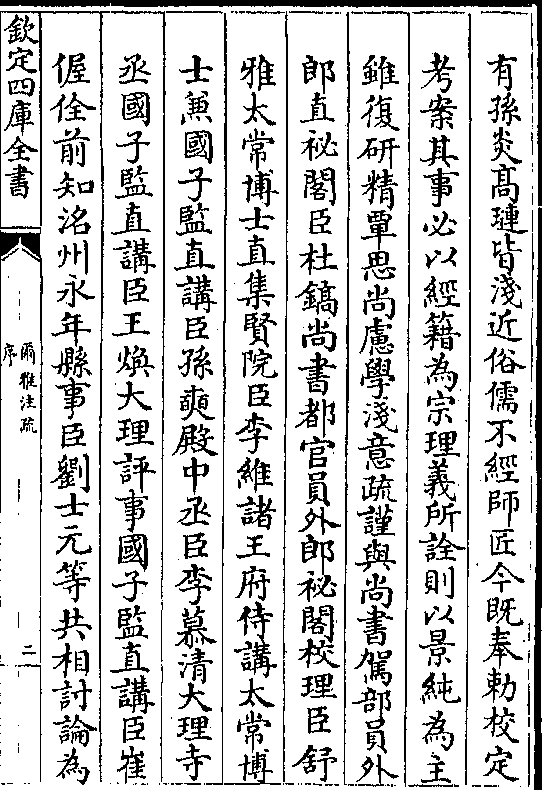 有孫炎髙璉皆淺近俗儒不經師匠今既奉勅校定
考案其事必以經籍為宗理義所詮則以景純為主
雖復研精覃思尚慮學淺意疏謹與尚書駕部員外
郎直祕閣臣杜鎬尚書都官員外郎祕閣校理臣舒
雅太常博士直集賢院臣李維諸王府侍講太常博
士兼國子監直講臣孫奭殿中丞臣李慕清大理寺
丞國子監直講臣王煥大理評事國子監直講臣崔
偓佺前知洺州永年縣事臣劉士元等共相討論為
欽定四庫全書
爾雅注疏
序
二